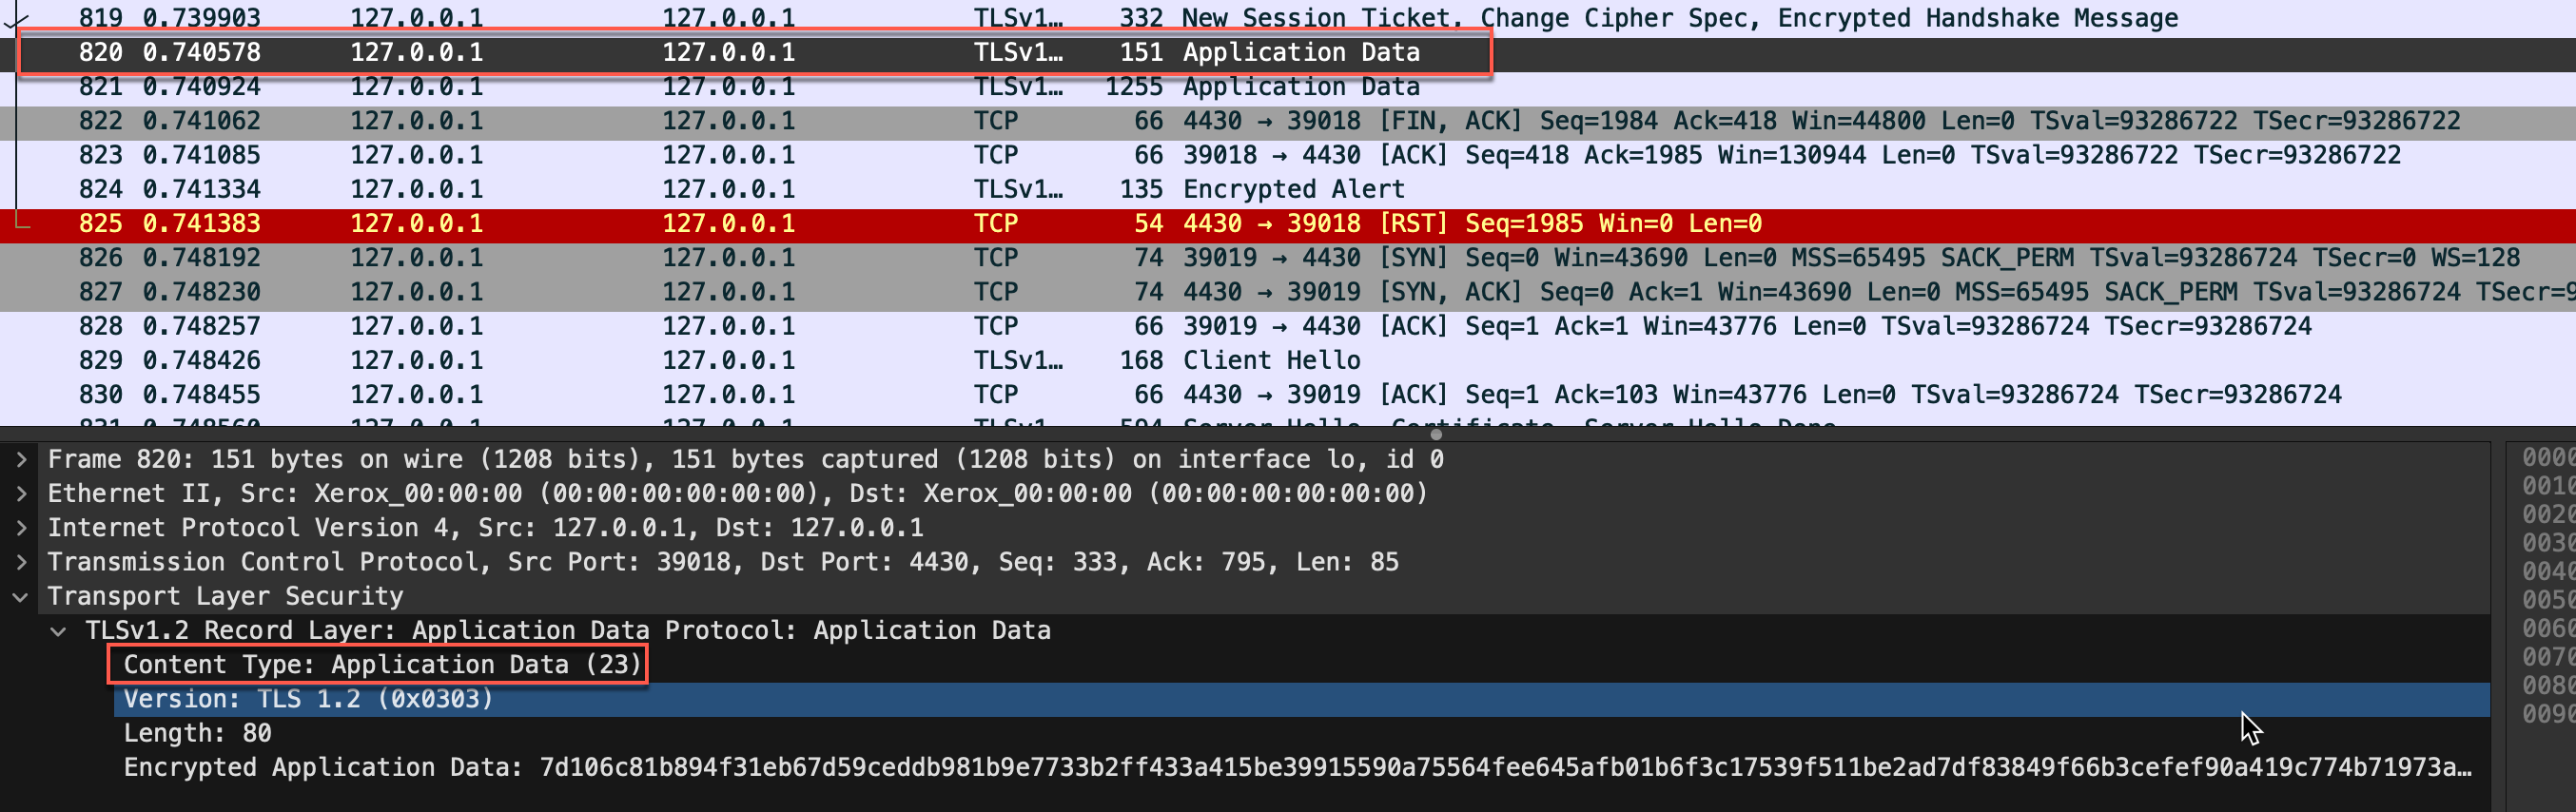 819 0.739903 127.0.0.1 127.0.0.1 TLSv1… 332 New Session Ticket, Change Cipher Spec, Encrypted Handshake Message
820 0.740578 127.0.0.1 127.0.0.1 TLSv1… 151 Application Data
821 0.740924 127.0.0.1 127.0.0.1 TLSv1… 1255 Application Data
822 0.741062 127.0.0.1 127.0.0.1 TCP 66 4430 → 39018 [FIN, ACK] Seq=1984 Ack=418 Win=44800 Len=0 TSval=93286722 TSecr=93286722
823 0.741085 127.0.0.1 127.0.0.1 TCP 66 39018 → 4430 [ACK] Seq=418 Ack=1985 Win=130944 Len=0 TSval=93286722 TSecr=93286722
824 0.741334 127.0.0.1 127.0.0.1 TLSv1… 135 Encrypted Alert
825 0.741383 127.0.0.1 127.0.0.1 TCP 54 4430 → 39018 [RST] Seq=1985 Win=0 Len=0
826 0.748192 127.0.0.1 127.0.0.1 TCP 74 39019 → 4430 [SYN] Seq=0 Win=43690 Len=0 MSS=65495 SACK_PERM TSval=93286724 TSecr=0 WS=128
827 0.748230 127.0.0.1 127.0.0.1 TCP 74 4430 → 39019 [SYN, ACK] Seq=0 Ack=1 Win=43690 Len=0 MSS=65495 SACK_PERM TSval=93286724 TSecr=9
828 0.748257 127.0.0.1 127.0.0.1 TCP 66 39019 → 4430 [ACK] Seq=1 Ack=1 Win=43776 Len=0 TSval=93286724 TSecr=93286724
829 0.748426 127.0.0.1 127.0.0.1 TLSv1… 168 Client Hello
830 0.748455 127.0.0.1 127.0.0.1 TCP 66 4430 → 39019 [ACK] Seq=1 Ack=103 Win=43776 Len=0 TSval=93286724 TSecr=93286724
831 0.748560 127.0.0.1 127.0.0.1 TLSv1 Server Hello, Certificate, Server Hello Done
Frame 820: 151 bytes on wire (1208 bits), 151 bytes captured (1208 bits) on interface lo, id 0
Ethernet II, Src: Xerox_00:00:00 (00:00:00:00:00:00), Dst: Xerox_00:00:00 (00:00:00:00:00:00)
Internet Protocol Version 4, Src: 127.0.0.1, Dst: 127.0.0.1
Transmission Control Protocol, Src Port: 39018, Dst Port: 4430, Seq: 333, Ack: 795, Len: 85
Transport Layer Security
TLSv1.2 Record Layer: Application Data Protocol: Application Data
Content Type: Application Data (23)
Version: TLS 1.2 (0x0303)
Length: 80
Encrypted Application Data: 7d106c81b894f31eb67d59ceddb981b9e7733b2ff433a415be39915590a75564fee645afb01b6f3c17539f511be2ad7df83849f66b3cefef90a419c774b71973a…
0000
0010
0020
0030
0040
0050
0060
0070
0080
0090